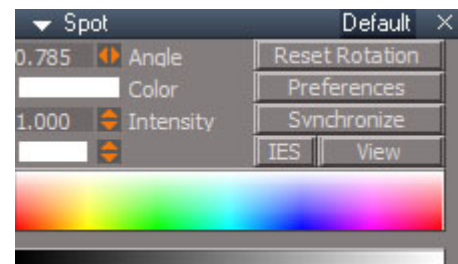 Spot Default
0.785 Angle Reset Rotation
Color Preferences
1.000 Intensity Synchronize
IES View